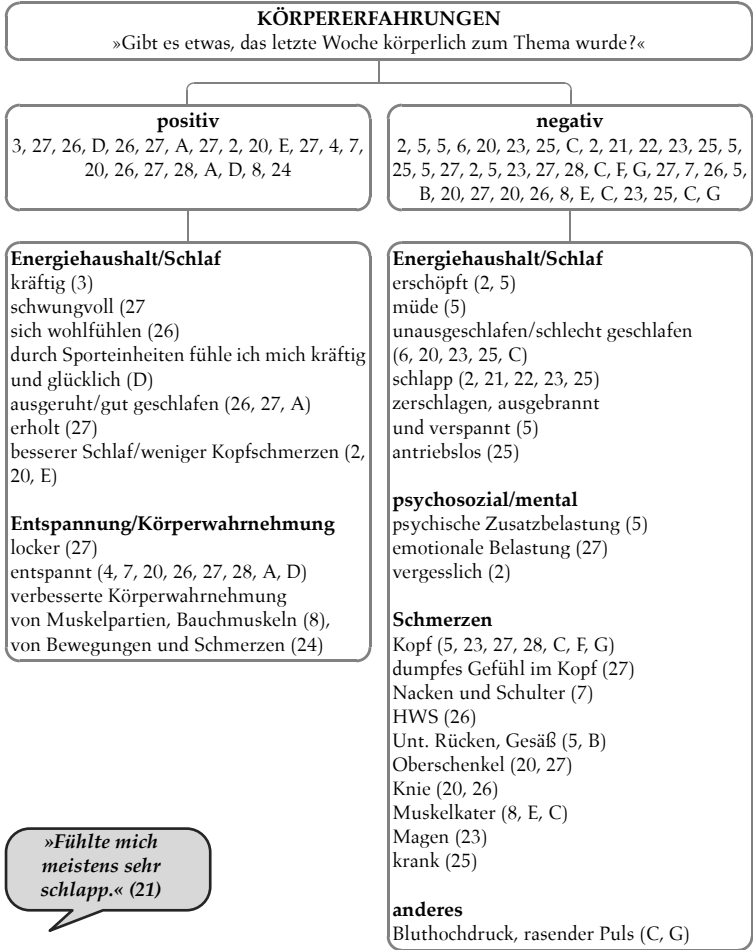 KÖRPERERFAHRUNGEN
»Gibt es etwas, das letzte Woche körperlich zum Thema wurde?«
positiv
3, 27, 26, D, 26, 27, A, 27, 2, 20, E, 27, 4, 7,
20, 26, 27, 28, A, D, 8, 24
negativ
2, 5, 5, 6, 20, 23, 25, C, 2, 21, 22, 23, 25, 5,
25, 5, 27, 2, 5, 23, 27, 28, C, F, G, 27, 7, 26, 5,
B, 20, 27, 20, 26, 8, E, C, 23, 25, C, G
Energiehaushalt/Schlaf
kräftig (3)
schwungvoll (27
sich wohlfühlen (26)
durch Sporteinheiten fühle ich mich kräftig
und glücklich (D)
ausgeruht/gut geschlafen (26, 27, A)
erholt (27)
besserer Schlaf/weniger Kopfschmerzen (2,
20, E)
Entspannung/Körperwahrnehmung
locker (27)
entspannt (4, 7, 20, 26, 27, 28, A, D)
verbesserte Körperwahrnehmung
von Muskelpartien, Bauchmuskeln (8),
von Bewegungen und Schmerzen (24)
Energiehaushalt/Schlaf
erschöpft (2, 5)
müde (5)
unausgeschlafen/schlecht geschlafen
(6, 20, 23, 25, C)
schlapp (2, 21, 22, 23, 25)
zerschlagen, ausgebrannt
und verspannt (5)
antriebslos (25)
psychosozial/mental
psychische Zusatzbelastung (5)
emotionale Belastung (27)
vergesslich (2)
Schmerzen
Kopf (5, 23, 27, 28, C, F, G)
dumpfes Gefühl im Kopf (27)
Nacken und Schulter (7)
HWS (26)
Unt. Rücken, Gesäß (5, B)
Oberschenkel (20, 27)
Knie (20, 26)
Muskelkater (8, E, C)
Magen (23)
krank (25)
anderes
Bluthochdruck, rasender Puls (C, G)
»Fühlte mich
meistens sehr
schlapp.« (21)